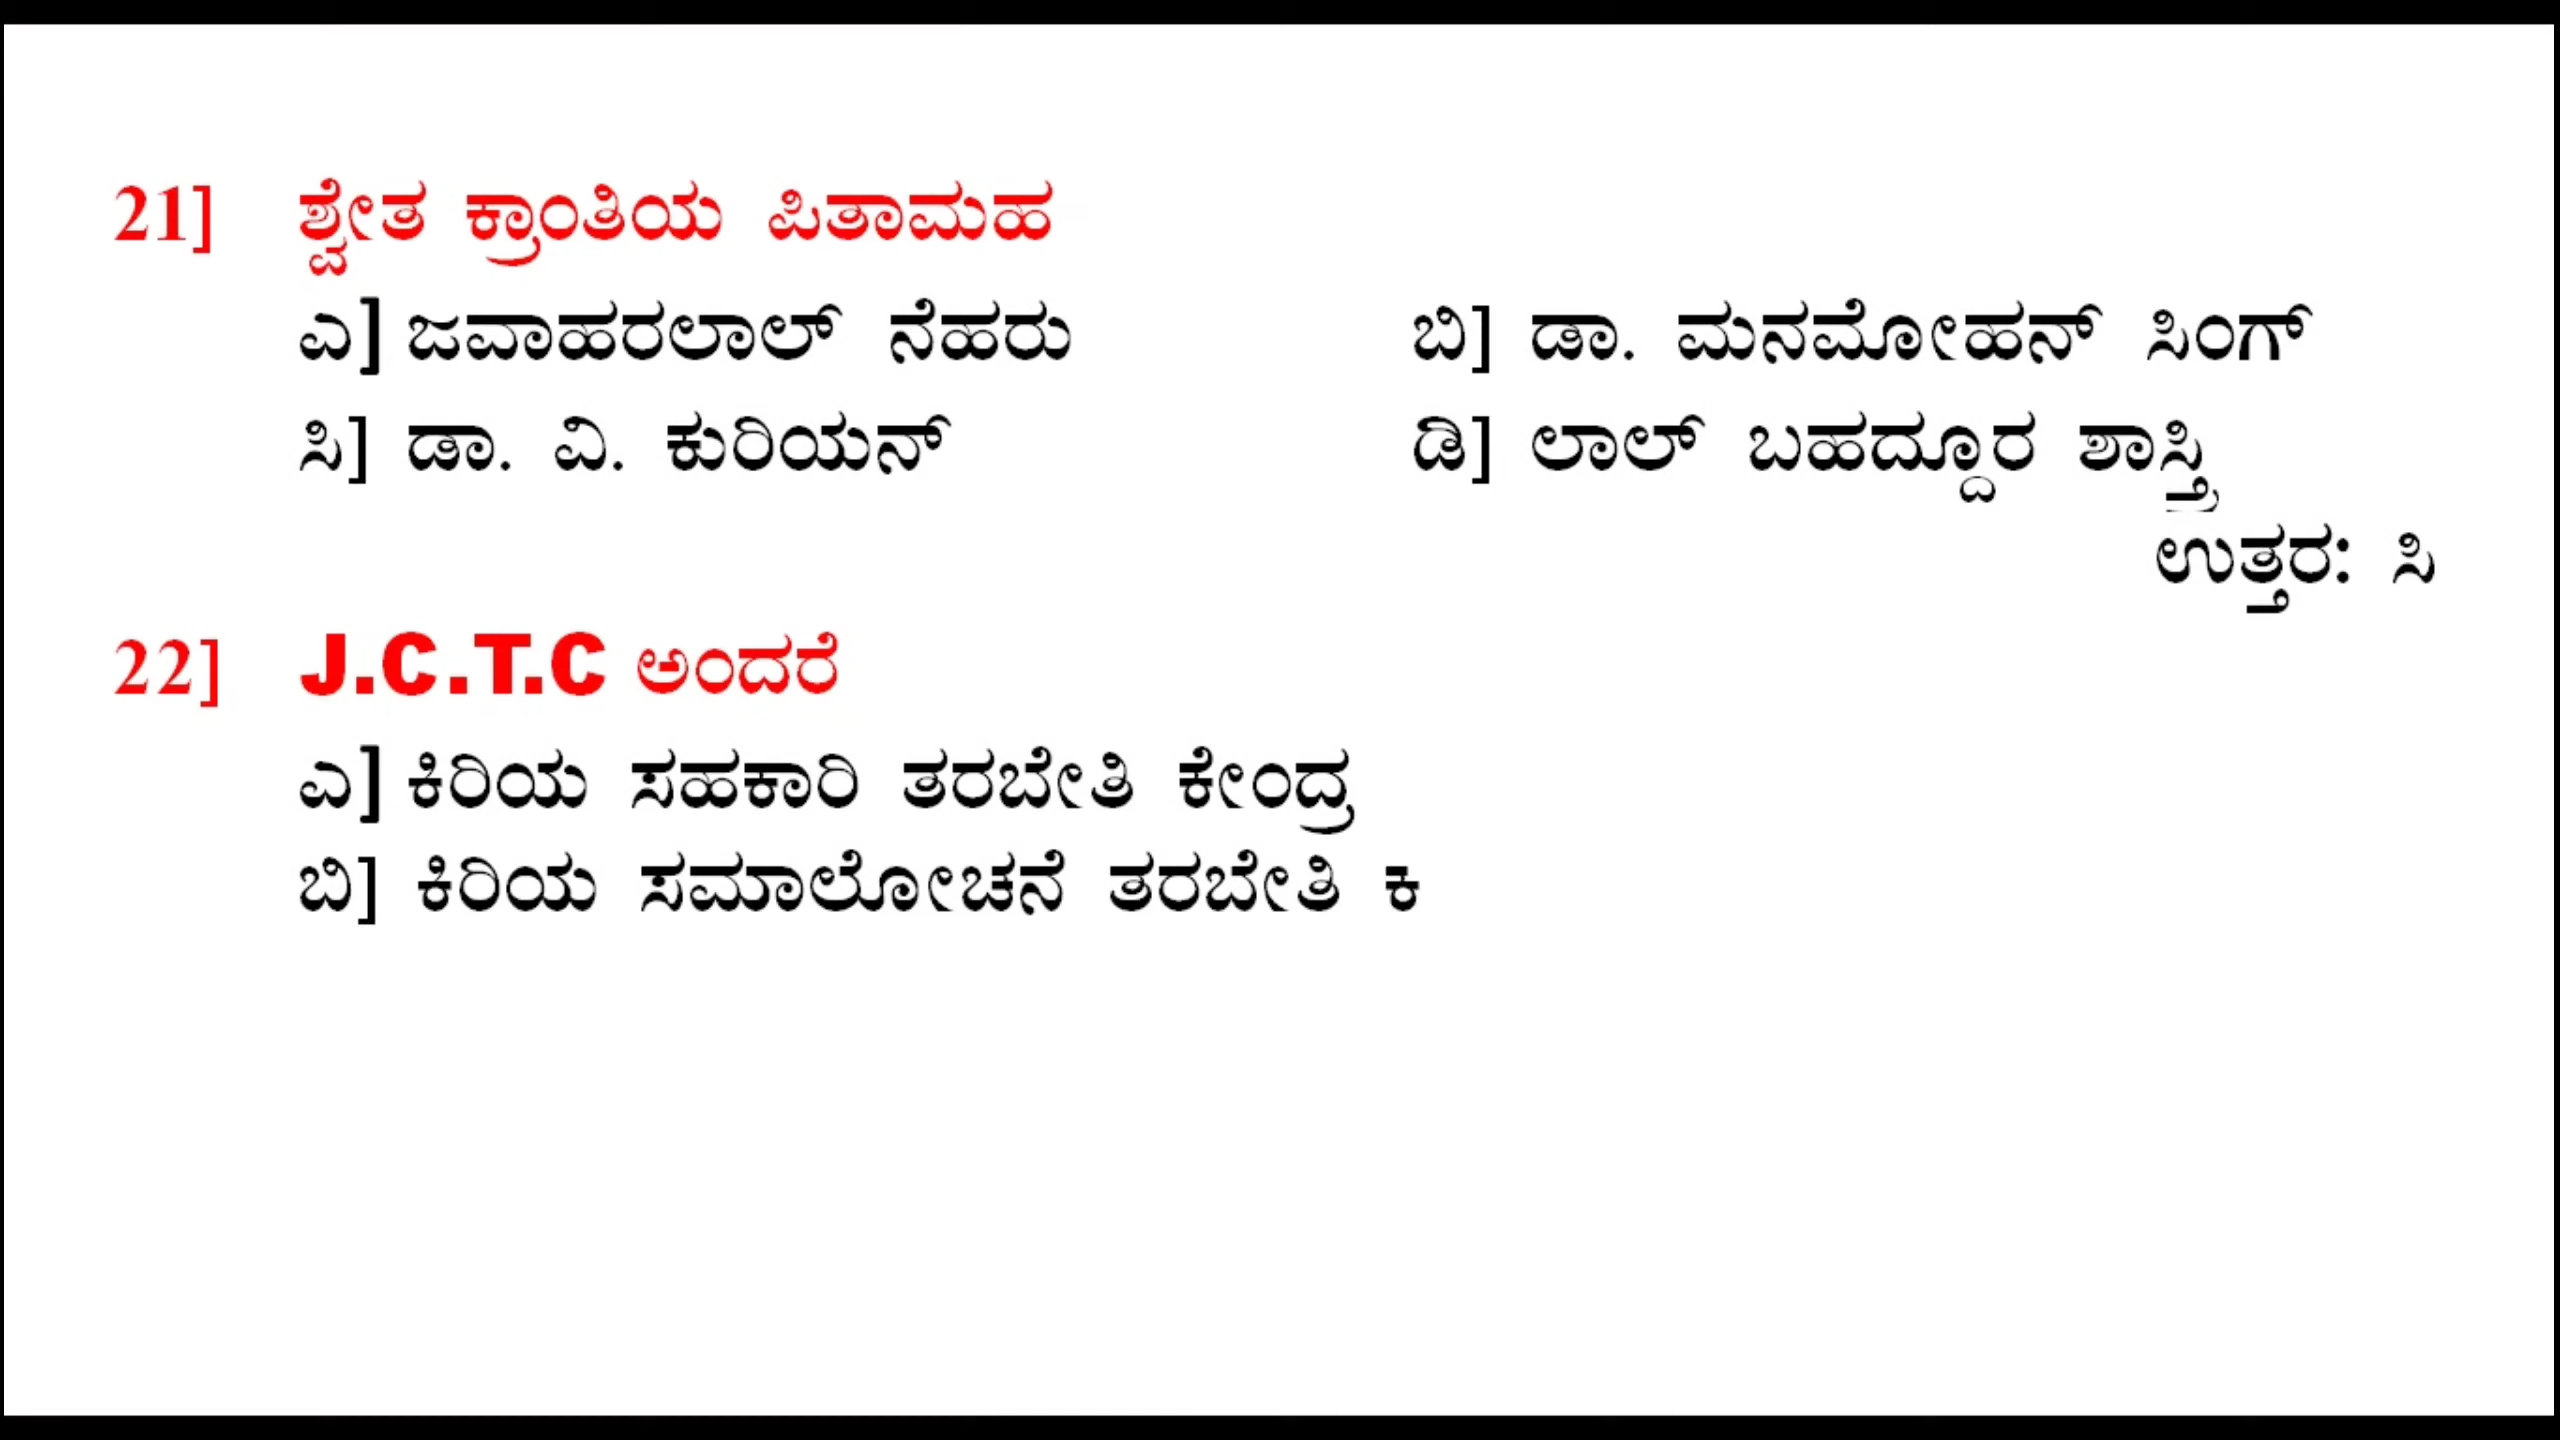 21] ಶ್ವೇತ ಕ್ರಾಂತಿಯ ಪಿತಾಮಹ
ಎ] ಜವಾಹರಲಾಲ್ ನೆಹರು ಬಿ] ಡಾ. ಮನಮೋಹನ್ ಸಿಂಗ್
ಸಿ] ಡಾ. ವಿ. ಕುರಿಯನ್ ಡಿ] ಲಾಲ್ ಬಹದ್ದೂರ ಶಾಸ್ತ್ರಿ
ಉತ್ತರ: ಸಿ
22] J.C.T.C ಅಂದರೆ
ಎ] ಕಿರಿಯ ಸಹಕಾರಿ ತರಬೇತಿ ಕೇಂದ್ರ
ಬಿ] ಕಿರಿಯ ಸಮಾಲೋಚನೆ ತರಬೇತಿ ಕ